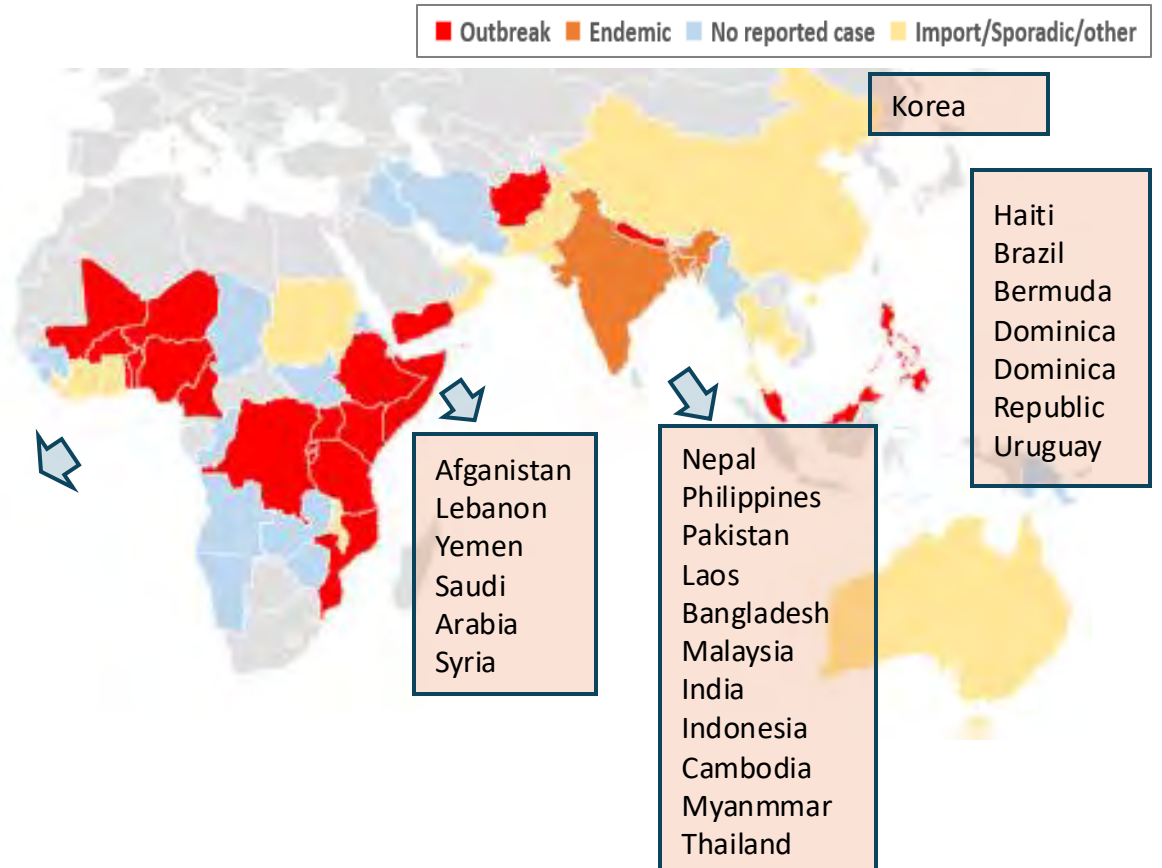 Outbreak Endemic No reported case Import/Sporadic/other
Korea
Haiti
Brazil
Bermuda
Dominica
Dominica
Republic
Uruguay
Afganistan
Lebanon
Yemen
Saudi
Arabia
Syria
Nepal
Philippines
Pakistan
Laos
Bangladesh
Malaysia
India
Indonesia
Cambodia
Myanmmar
Thailand